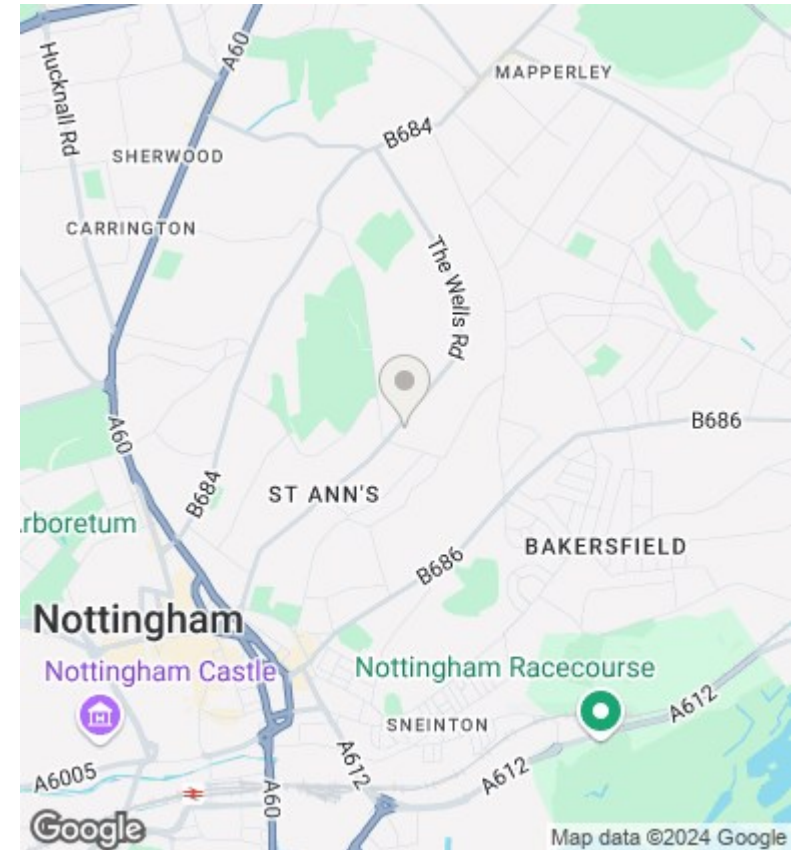 A60
Hucknall Rd
MAPPERLEY
B684
SHERWOOD
CARRINGTON
The Wells Rd
A60
B686
B684
ST ANN'S
rboretum
BAKERSFIELD
B686
Nottingham
Nottingham Castle
Nottingham Racecourse
SNEINTON
A612
A612
A6005
A612
A60
Google
Map data ©2024 Google